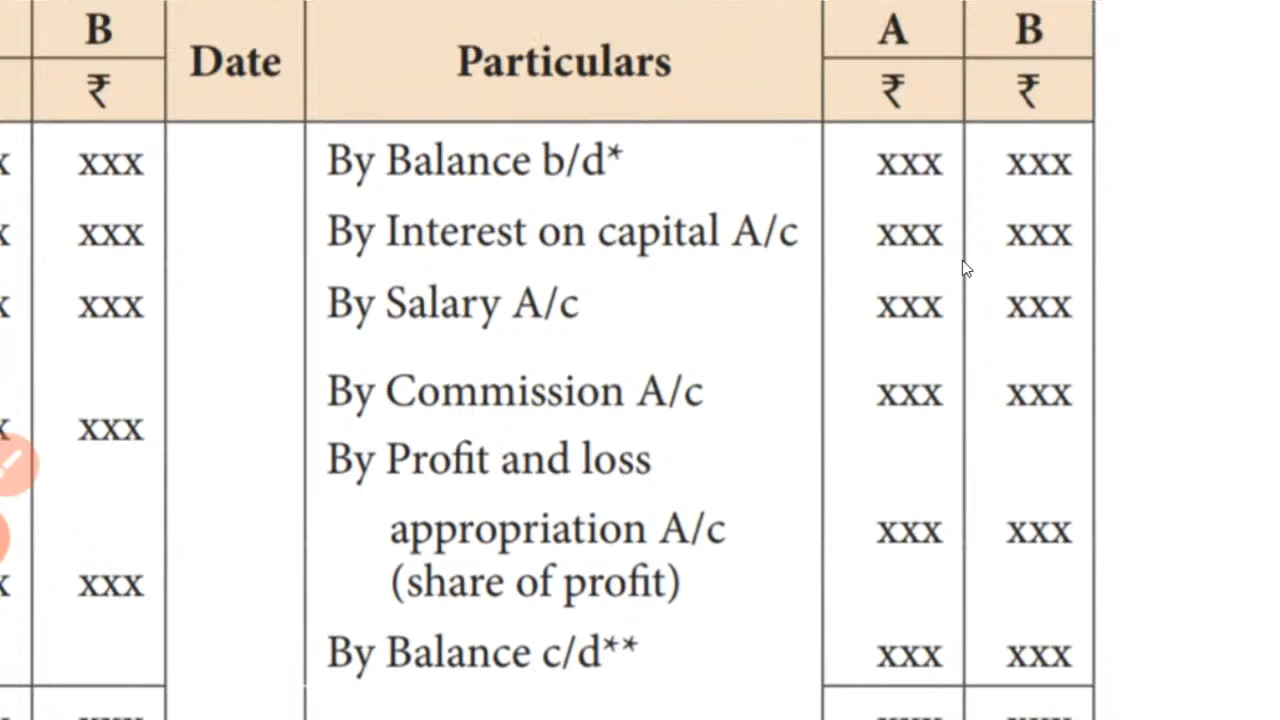 B Date Particulars A B
₹ ₹ ₹
x xxx By Balance b/d* xxx xxx
x xxx By Interest on capital A/c xxx xxx
x xxx By Salary A/c xxx xxx
By Commission A/c xxx xxx
x xxx
By Profit and loss
appropriation A/c xxx xxx
x xxx (share of profit)
By Balance c/d** xxx xxx